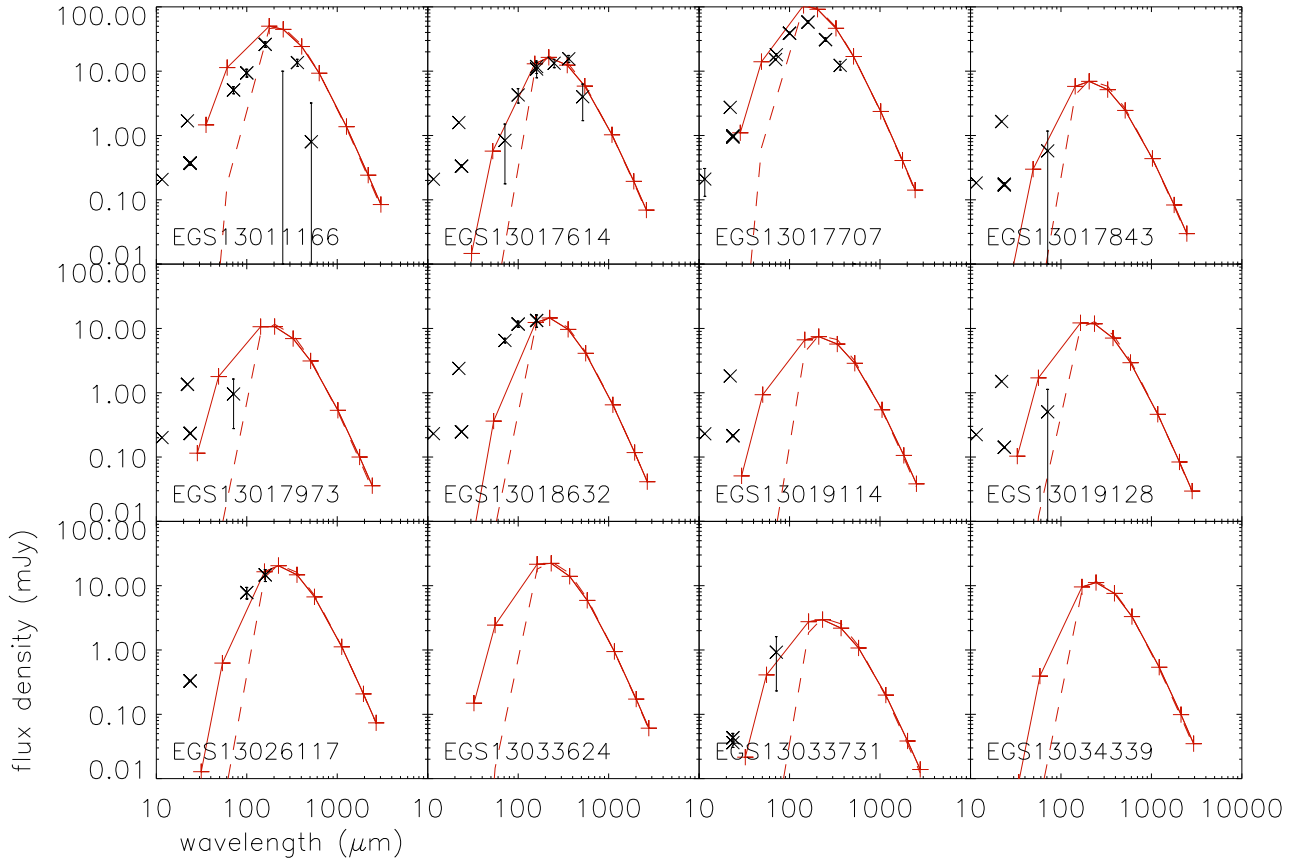 100.00
10.00
1.00
0.10
0.01
EGS13011166 EGS13017614 EGS13017707 EGS13017843
100.00
10.00
1.00
0.10
0.01
EGS13017973 EGS13018632 EGS13019114 EGS13019128
100.00
10.00
1.00
0.10
0.01
EGS13026117 EGS13033624 EGS13033731 EGS13034339
10 100 1000 10 100 1000 10 100 1000 10 100 1000 10000
wavelength (μm)
flux density (mJy)